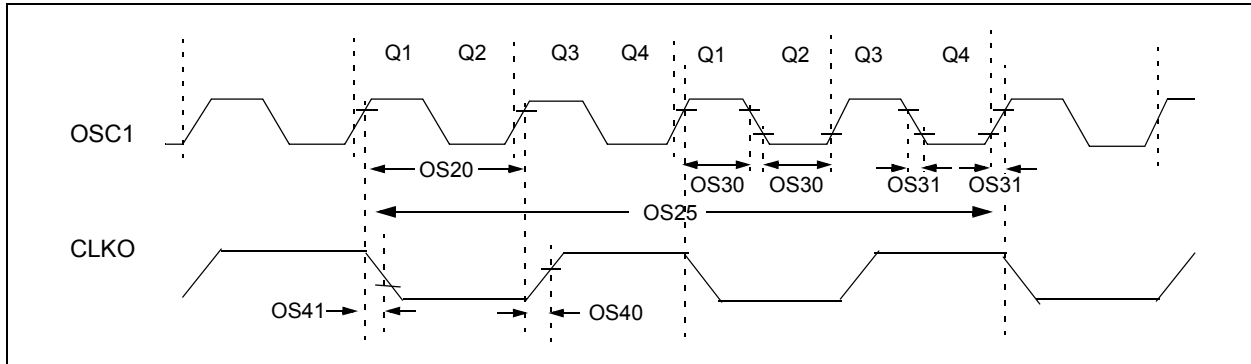 Q1 Q2 Q3 Q4 Q1 Q2 Q3 Q4
OSC1
OS20
OS30 OS30 OS31 OS31
OS25
CLKO
OS41 OS40